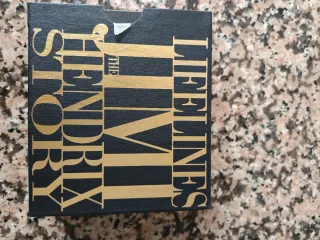 LIFELINES
THE
JIMI
HENDRIX
STORY